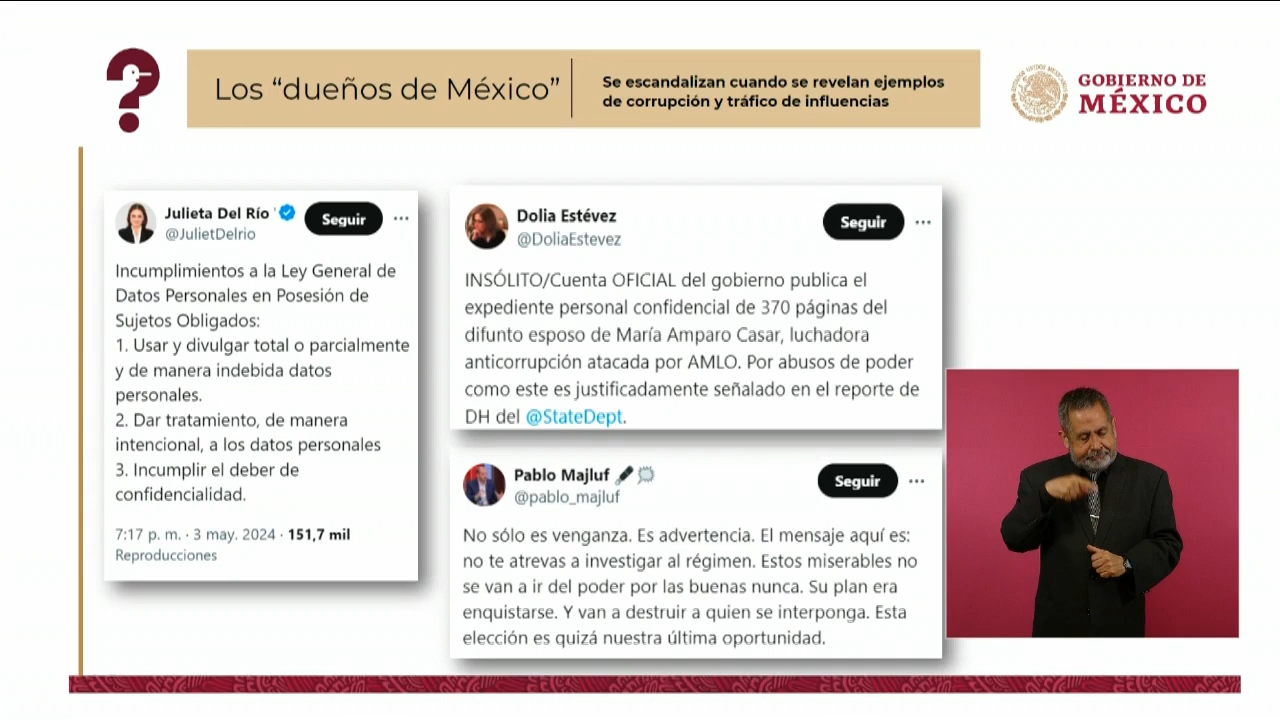 Los “dueños de México”
Se escandalizan cuando se revelan ejemplos
de corrupción y tráfico de influencias
GOBIERNO DE
MÉXICO
Julieta Del Río
Seguir
@JulietDelrio
Incumplimientos a la Ley General de
Datos Personales en Posesión de
Sujetos Obligados:
1. Usar y divulgar total o parcialmente
y de manera indebida datos
personales.
2. Dar tratamiento, de manera
intencional, a los datos personales
3. Incumplir el deber de
confidencialidad.
7:17 p. m. · 3 may. 2024 · 151,7 mil
Reproducciones
Dolia Estévez
Seguir
@DoliaEstevez
INSÓLITO/Cuenta OFICIAL del gobierno publica el
expediente personal confidencial de 370 páginas del
difunto esposo de María Amparo Casar, luchadora
anticorrupción atacada por AMLO. Por abusos de poder
como este es justificadamente señalado en el reporte de
DH del @StateDept.
Pablo Majluf
Seguir
@pablo_majluf
No sólo es venganza. Es advertencia. El mensaje aquí es:
no te atrevas a investigar al régimen. Estos miserables no
se van a ir del poder por las buenas nunca. Su plan era
enquistarse. Y van a destruir a quien se interponga. Esta
elección es quizá nuestra última oportunidad.